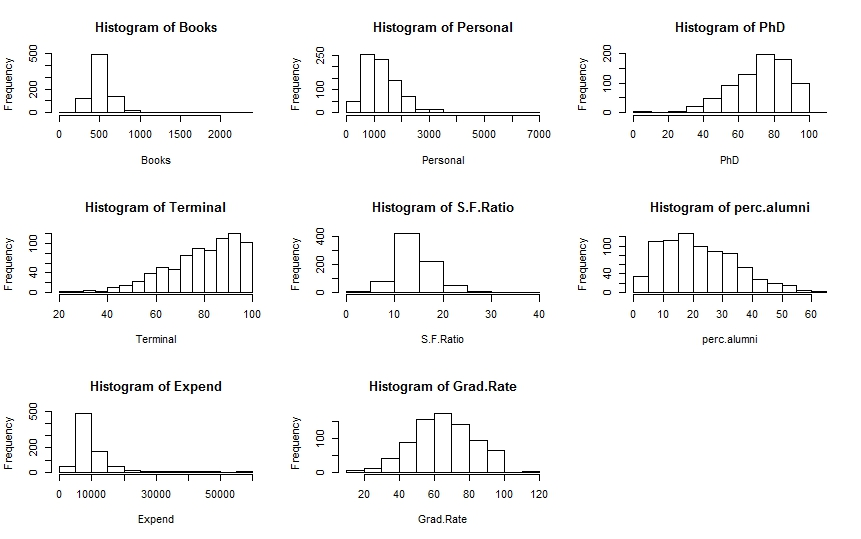 Histogram of Books
Frequency
0 200 500
0 500 1000 1500 2000
Books
Histogram of Personal
Frequency
0 100 250
0 1000 3000 5000 7000
Personal
Histogram of PhD
Frequency
0 100 200
0 20 40 60 80 100
PhD
Histogram of Terminal
Frequency
0 40 100
20 40 60 80 100
Terminal
Histogram of S.F.Ratio
Frequency
0 200 400
0 10 20 30 40
S.F.Ratio
Histogram of perc.alumni
Frequency
0 40 100
0 10 20 30 40 50 60
perc.alumni
Histogram of Expend
Frequency
0 200 500
0 10000 30000 50000
Expend
Histogram of Grad.Rate
Frequency
0 100
20 40 60 80 100 120
Grad.Rate